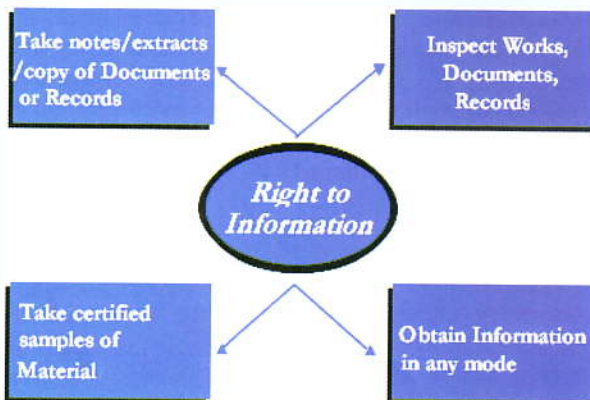 Take notes/extracts
/copy of Documents
or Records
Inspect Works,
Documents,
Records
Right to
Information
Take certified
samples of
Material
Obtain Information
in any mode